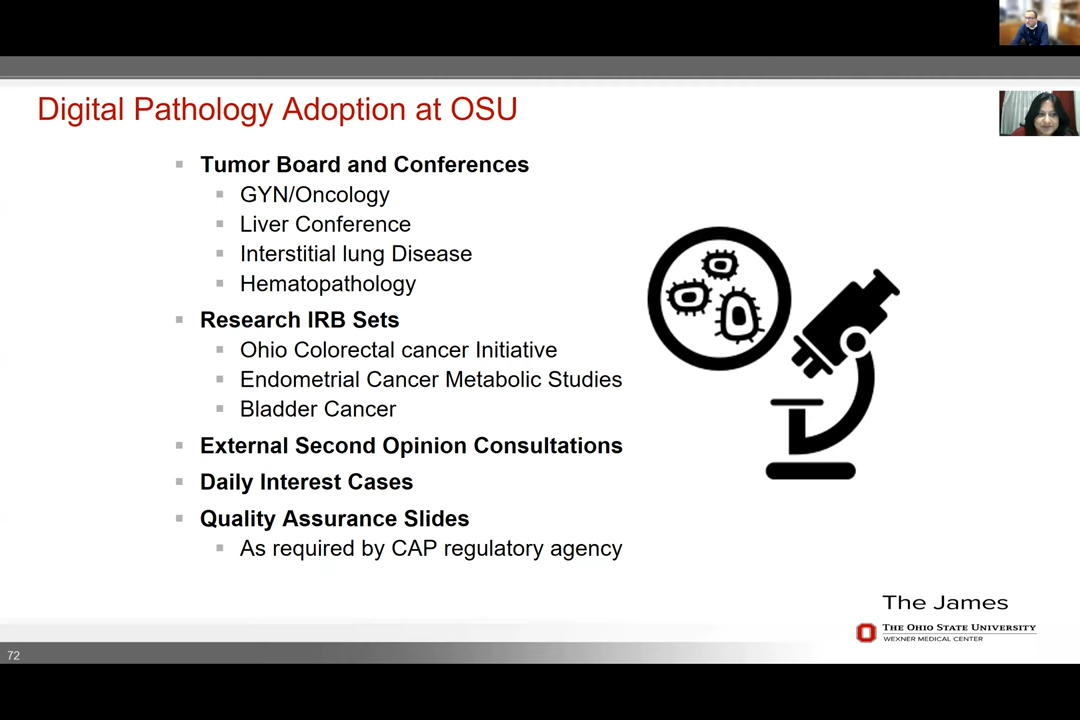 Digital Pathology Adoption at OSU
Tumor Board and Conferences
GYN/Oncology
Liver Conference
Interstitial lung Disease
Hematopathology
Research IRB Sets
Ohio Colorectal cancer Initiative
Endometrial Cancer Metabolic Studies
Bladder Cancer
External Second Opinion Consultations
Daily Interest Cases
Quality Assurance Slides
As required by CAP regulatory agency
The James
THE OHIO STATE UNIVERSITY
WEXNER MEDICAL CENTER
72